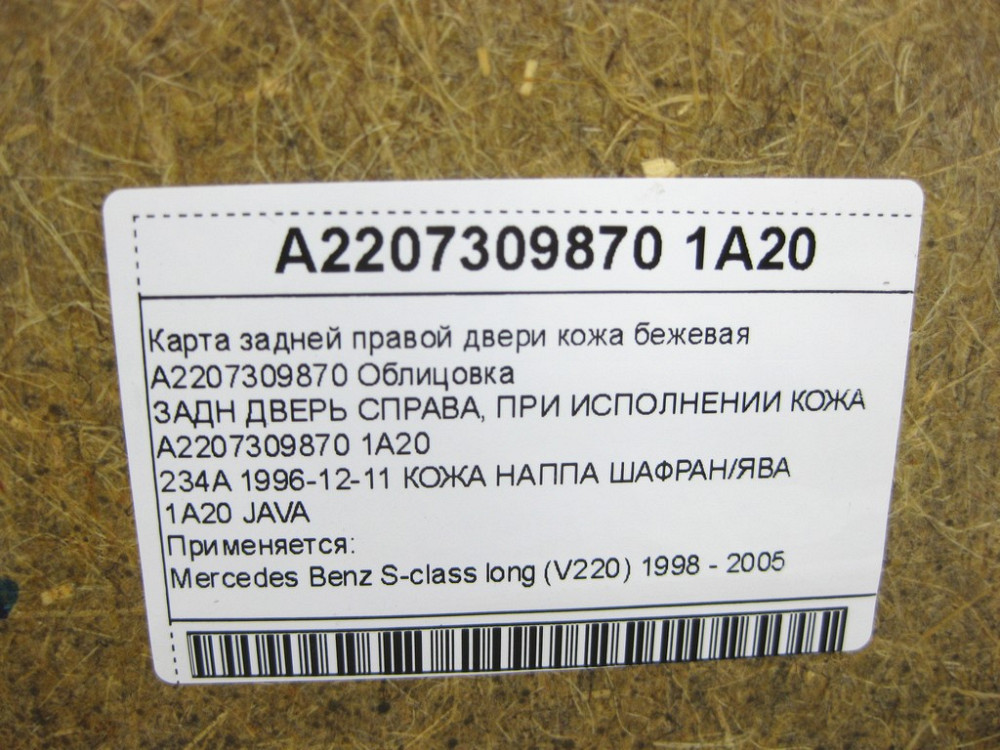 A2207309870 1A20
Карта задней правой двери кожа бежевая
A2207309870 Облицовка
ЗАДН ДВЕРЬ СПРАВА, ПРИ ИСПОЛНЕНИИ КОЖА
A2207309870 1A20
234A 1996-12-11 КОЖА НАППА ШАФРАН/ЯВА
1A20 JAVA
Применяется:
Mercedes Benz S-class long (V220) 1998 - 2005